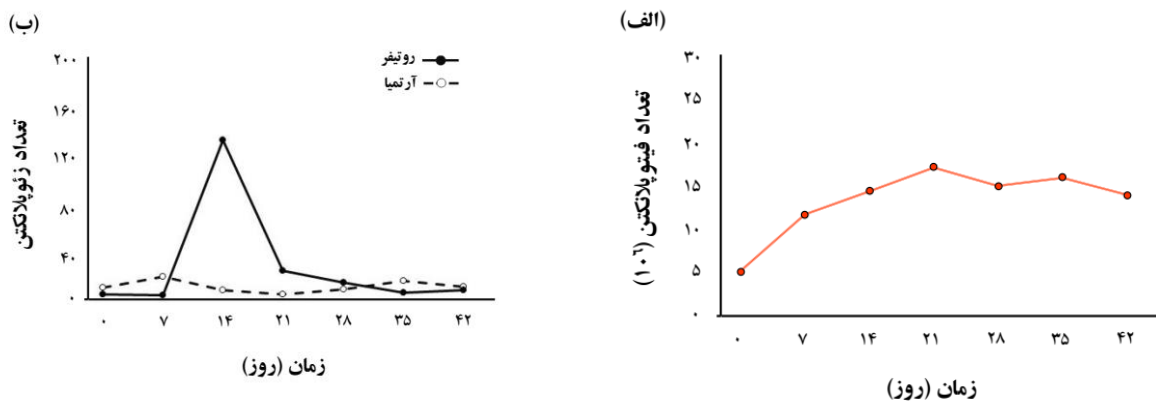 (الف)
تعداد فیتوپلانکتن (۱۰^۶)
۳۰
۲۵
۲۰
۱۵
۱۰
۵
۰
۰ ۷ ۱۴ ۲۱ ۲۸ ۳۵ ۴۲
زمان (روز)
(ب)
روتیفر
آرتمیا
تعداد زئوپلانکتن
۲۰۰
۱۶۰
۱۲۰
۸۰
۴۰
۰
۰ ۷ ۱۴ ۲۱ ۲۸ ۳۵ ۴۲
زمان (روز)